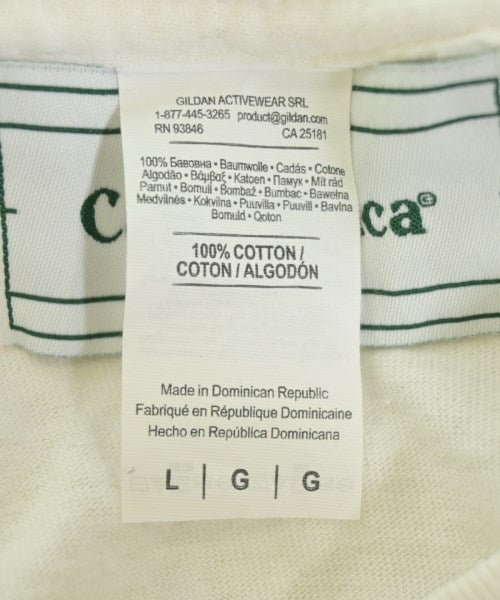 GILDAN ACTIVEWEAR SRL
1-877-445-3265 product@gildan.com
RN 93846 CA 25181
100% Бавовна • Baumwolle • Cadás • Cotone
Algodão • Βάμβαξ • Katoen • Памук • Mít rád
Pamut • Bomuil • Bombaž • Bumbac • Bawełna
Medvilnės • Kokvilna • Puuvilla • Puuvill • Bavlna
Bomuld • Qoton
100% COTTON /
COTON / ALGODÓN
Made in Dominican Republic
Fabriqué en République Dominicaine
Hecho en República Dominicana
L | G | G